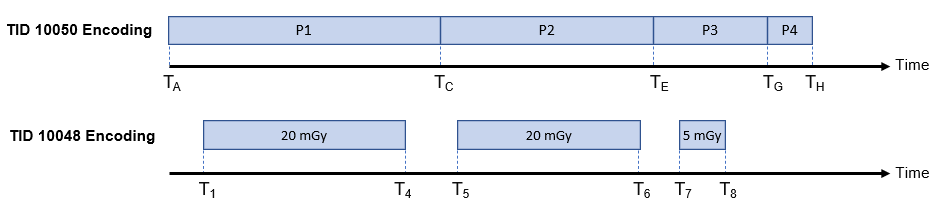 TID 10050 Encoding P1 P2 P3 P4
Time
TA TC TE TG TH
TID 10048 Encoding 20 mGy 20 mGy 5 mGy
Time
T1 T4 T5 T6 T7 T8